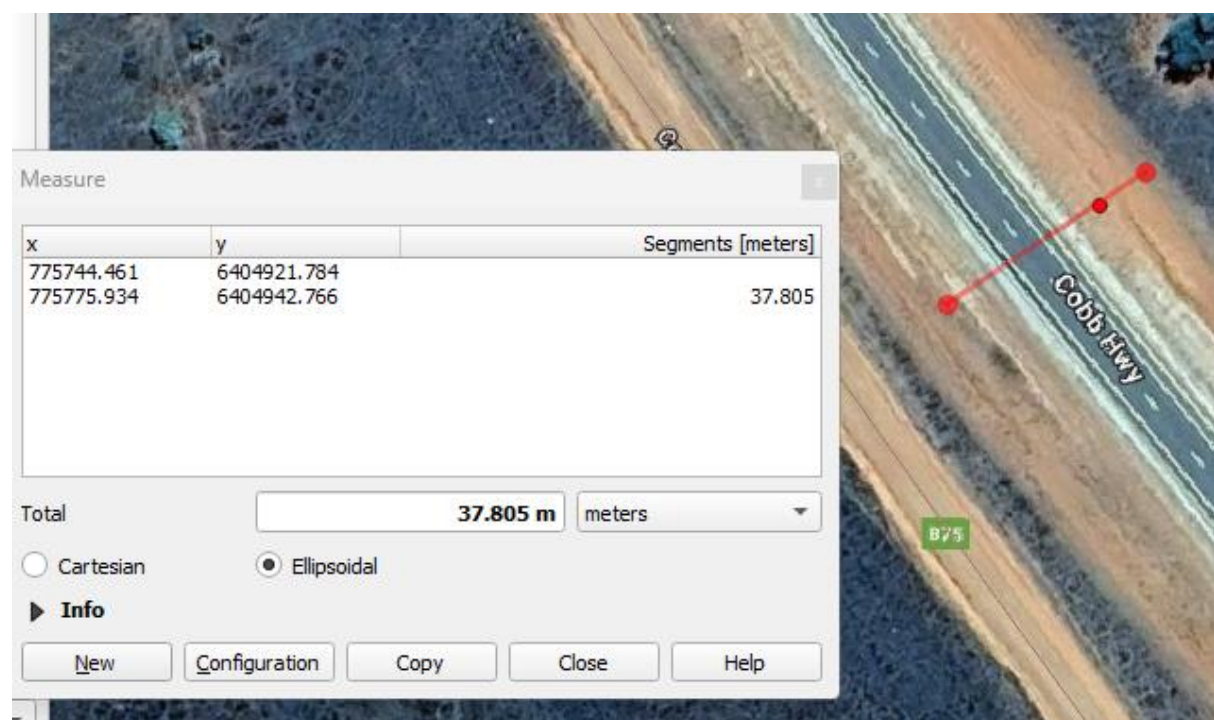 Measure
x y Segments [meters]
775744.461 6404921.784
775775.934 6404942.766 37.805
Total 37.805 m meters
Cartesian Ellipsoidal
Info
New Configuration Copy Close Help
Cobb Hwy
B75